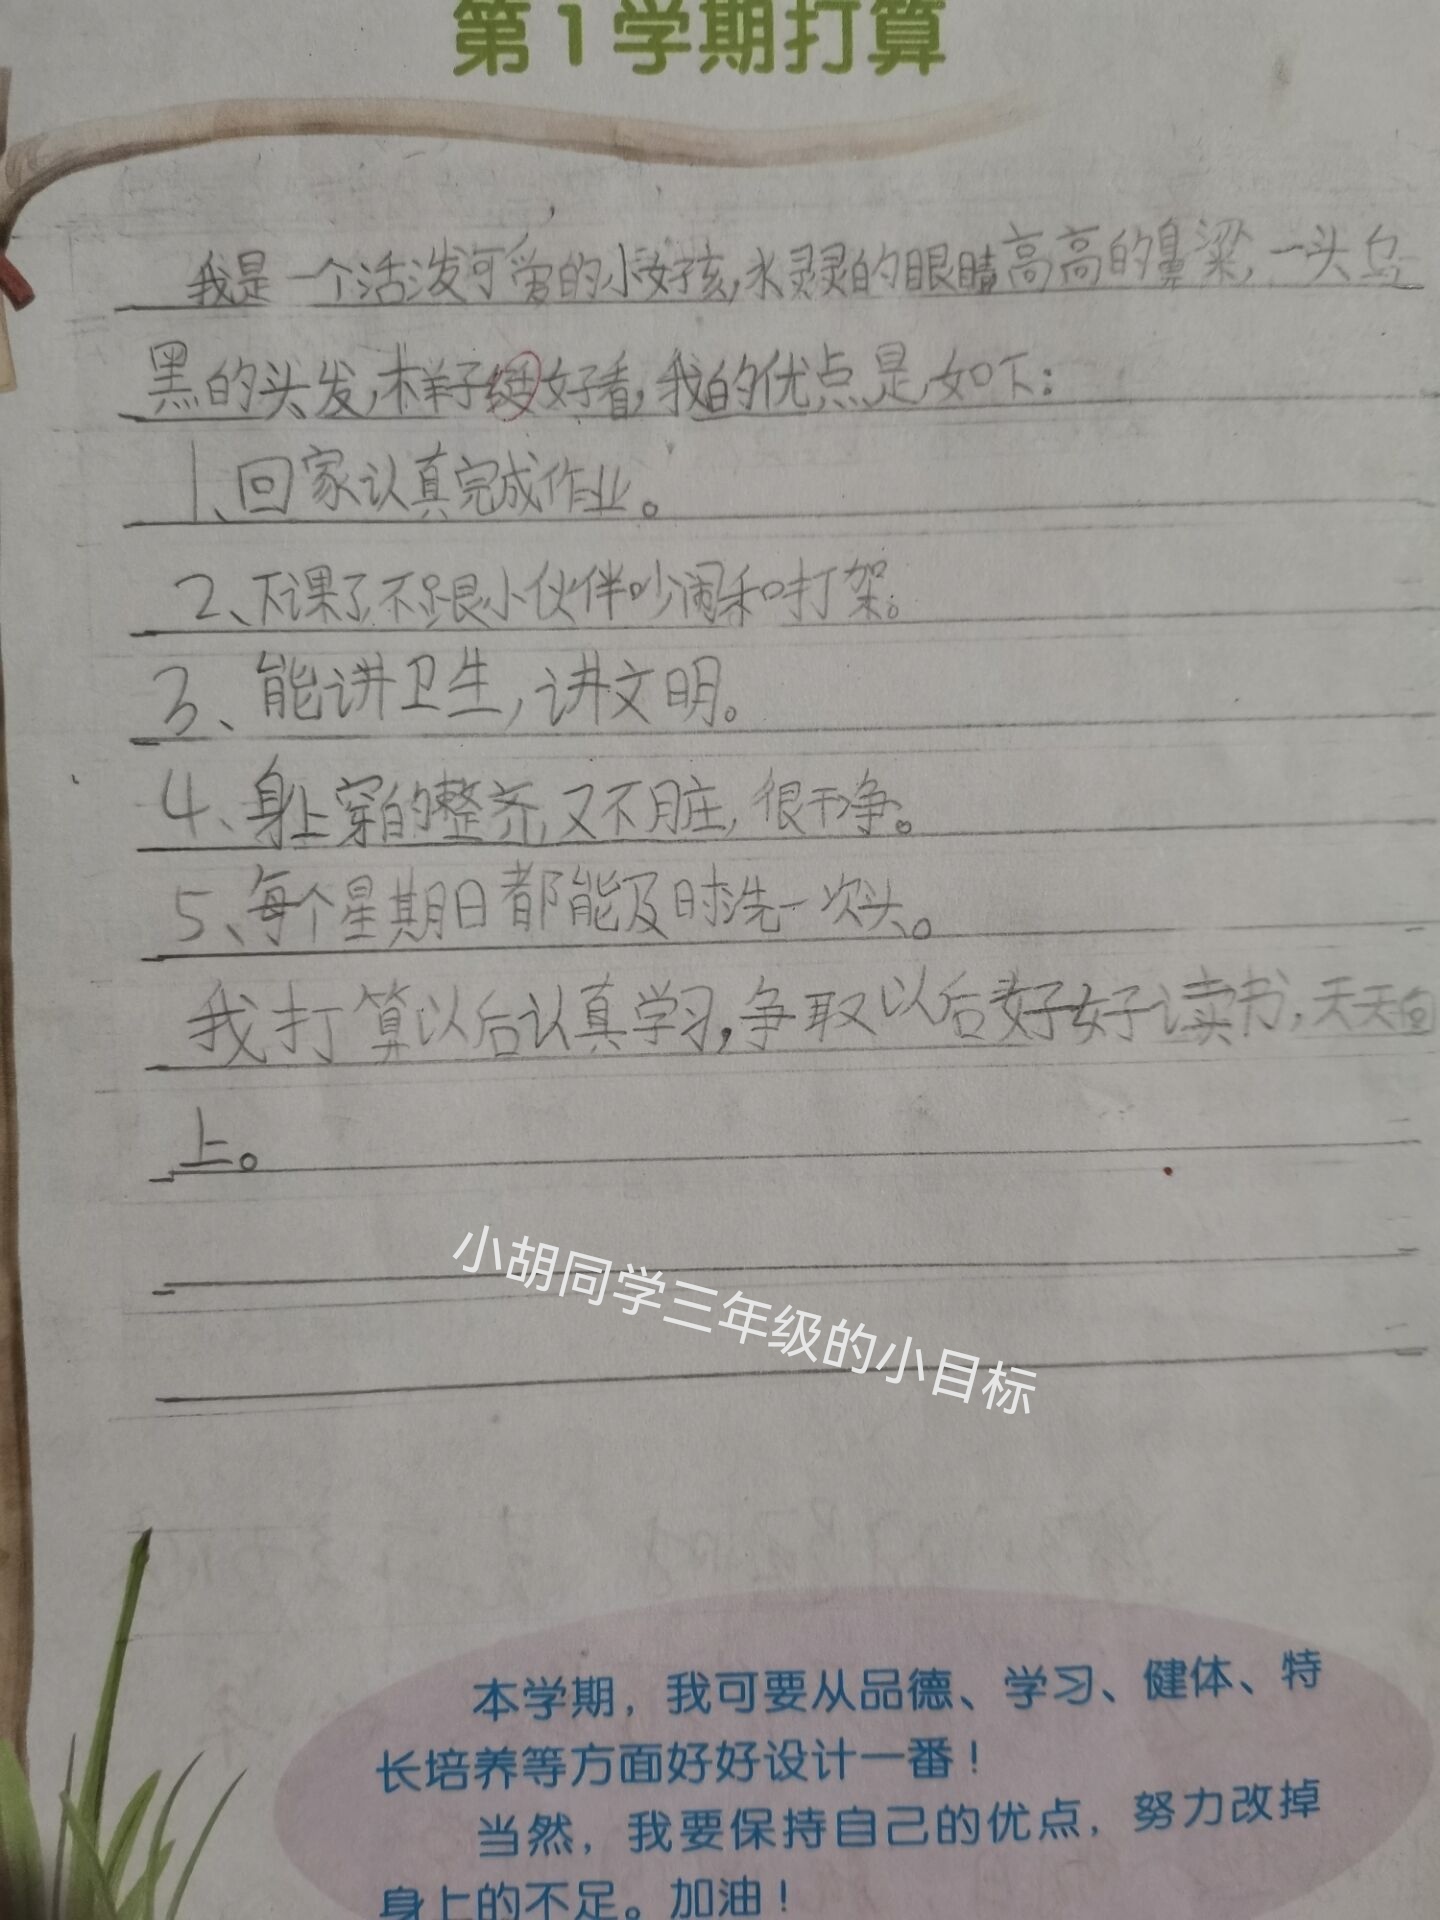 第1学期打算
我是一个活泼可爱的小女孩,水灵灵的眼睛高高的鼻梁,一头乌
黑的头发,样子好看,我的优点是如下:
1、回家认真完成作业。
2、下课了不跟小伙伴吵闹和打架。
3、能讲卫生,讲文明。
4、身上穿的整齐,又不脏,很干净。
5、每个星期日都能及时洗一次头。
我打算以后认真学习,争取以后好好读书,天天向
上。
小胡同学三年级的小目标
本学期，我可要从品德、学习、健体、特
长培养等方面好好设计一番！
当然，我要保持自己的优点，努力改掉
身上的不足。加油！